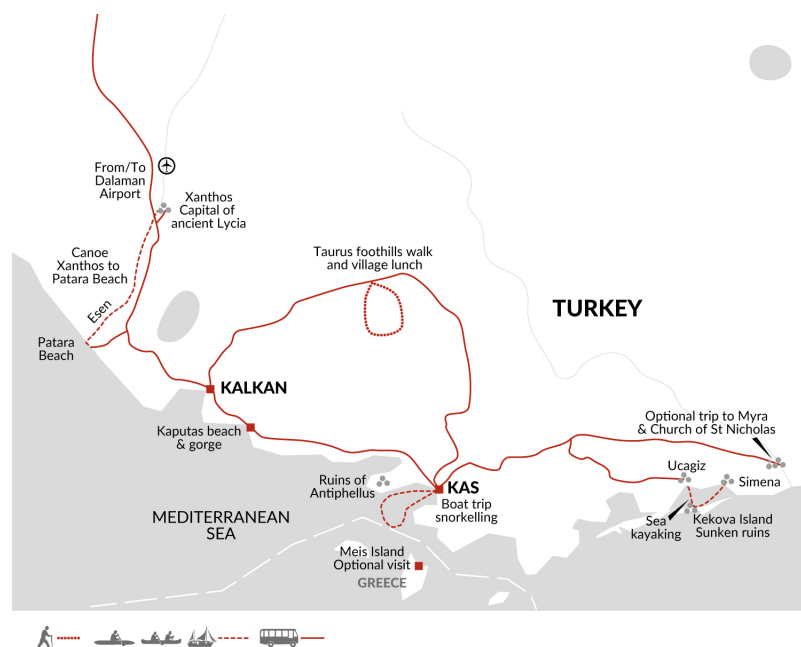 From/To
Dalaman
Airport
Xanthos
Capital of
ancient Lycia
Canoe
Xanthos to
Patara Beach
Esen
Patara
Beach
Taurus foothills walk
and village lunch
TURKEY
KALKAN
Kaputas beach
& gorge
Optional trip to Myra
& Church of St Nicholas
Ucagiz
Simena
Ruins of
Antiphellus
KAS
Boat trip
snorkelling
Sea
kayaking
Kekova Island
Sunken ruins
MEDITERRANEAN
SEA
Meis Island
Optional visit
GREECE